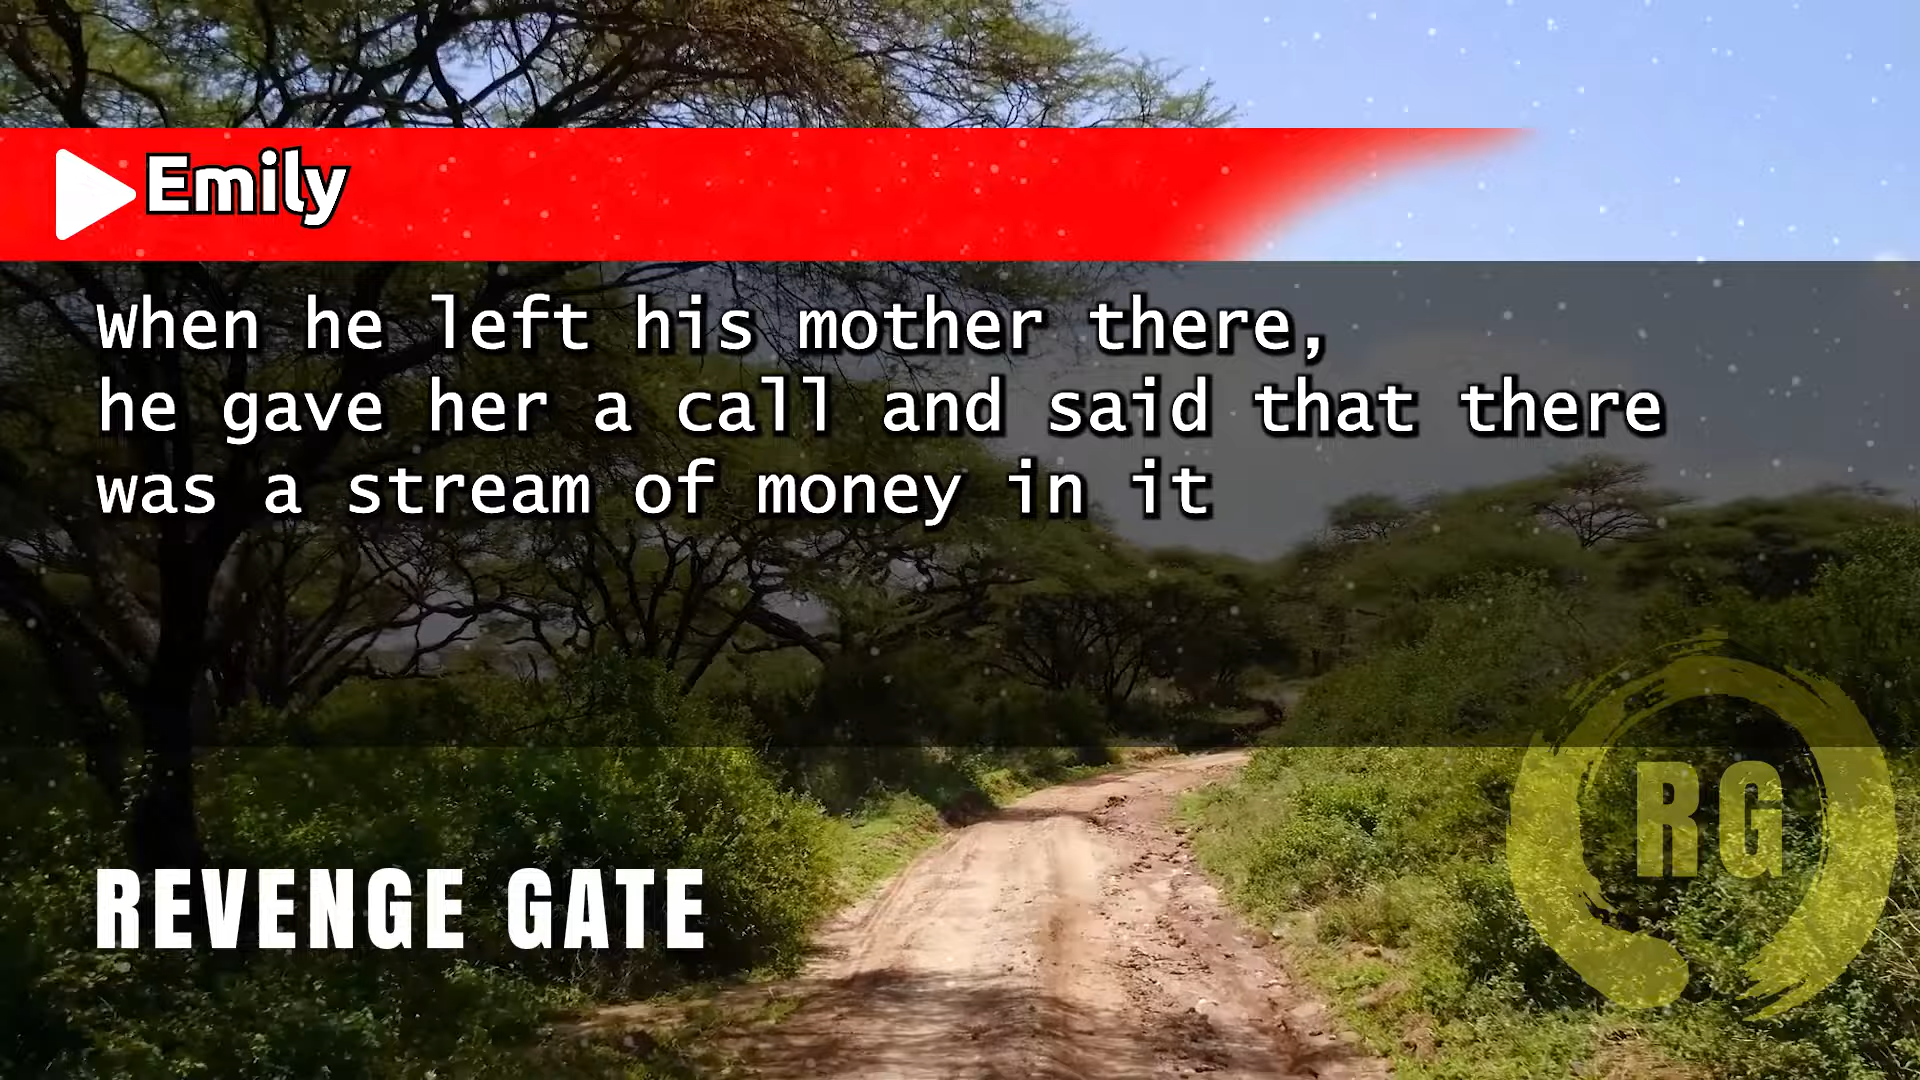 Emily
When he left his mother there,
he gave her a call and said that there
was a stream of money in it
REVENGE GATE
RG